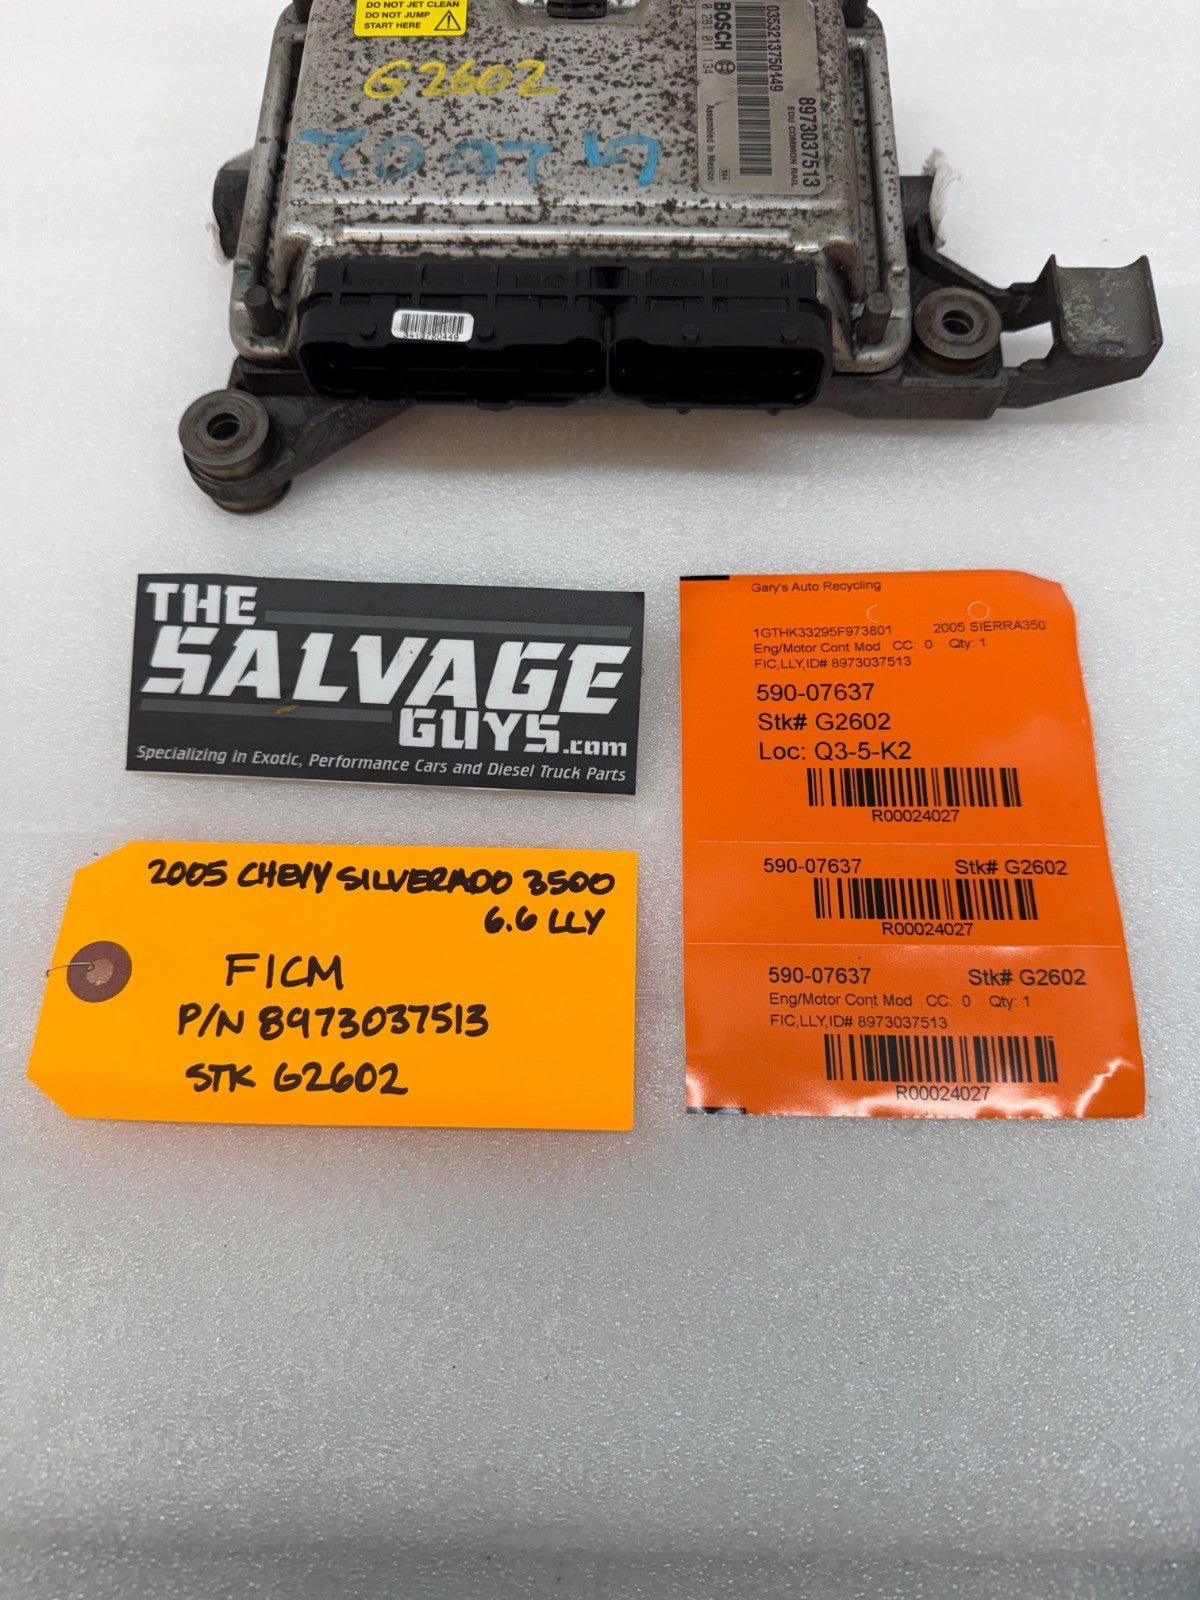 DO NOT JET CLEAN
DO NOT JUMP
START HERE
G2602
G2602
BOSCH
0 281 011 134
0353213750449
Assembled in Mexico
164
8973037513
EDU COMMON RAIL
3413750449
THE
SALVAGE
GUYS.com
Specializing in Exotic, Performance Cars and Diesel Truck Parts
Gary's Auto Recycling
1GTHK33295F973801 2005 SIERRA350
Eng/Motor Cont Mod CC: 0 Qty: 1
FIC,LLY,ID# 8973037513
590-07637
Stk# G2602
Loc: Q3-5-K2
R00024027
590-07637 Stk# G2602
R00024027
590-07637 Stk# G2602
Eng/Motor Cont Mod CC: 0 Qty: 1
FIC,LLY,ID# 8973037513
R00024027
2005 CHEVY SILVERADO 3500
6.6 LLY
FICM
P/N 8973037513
STK G2602